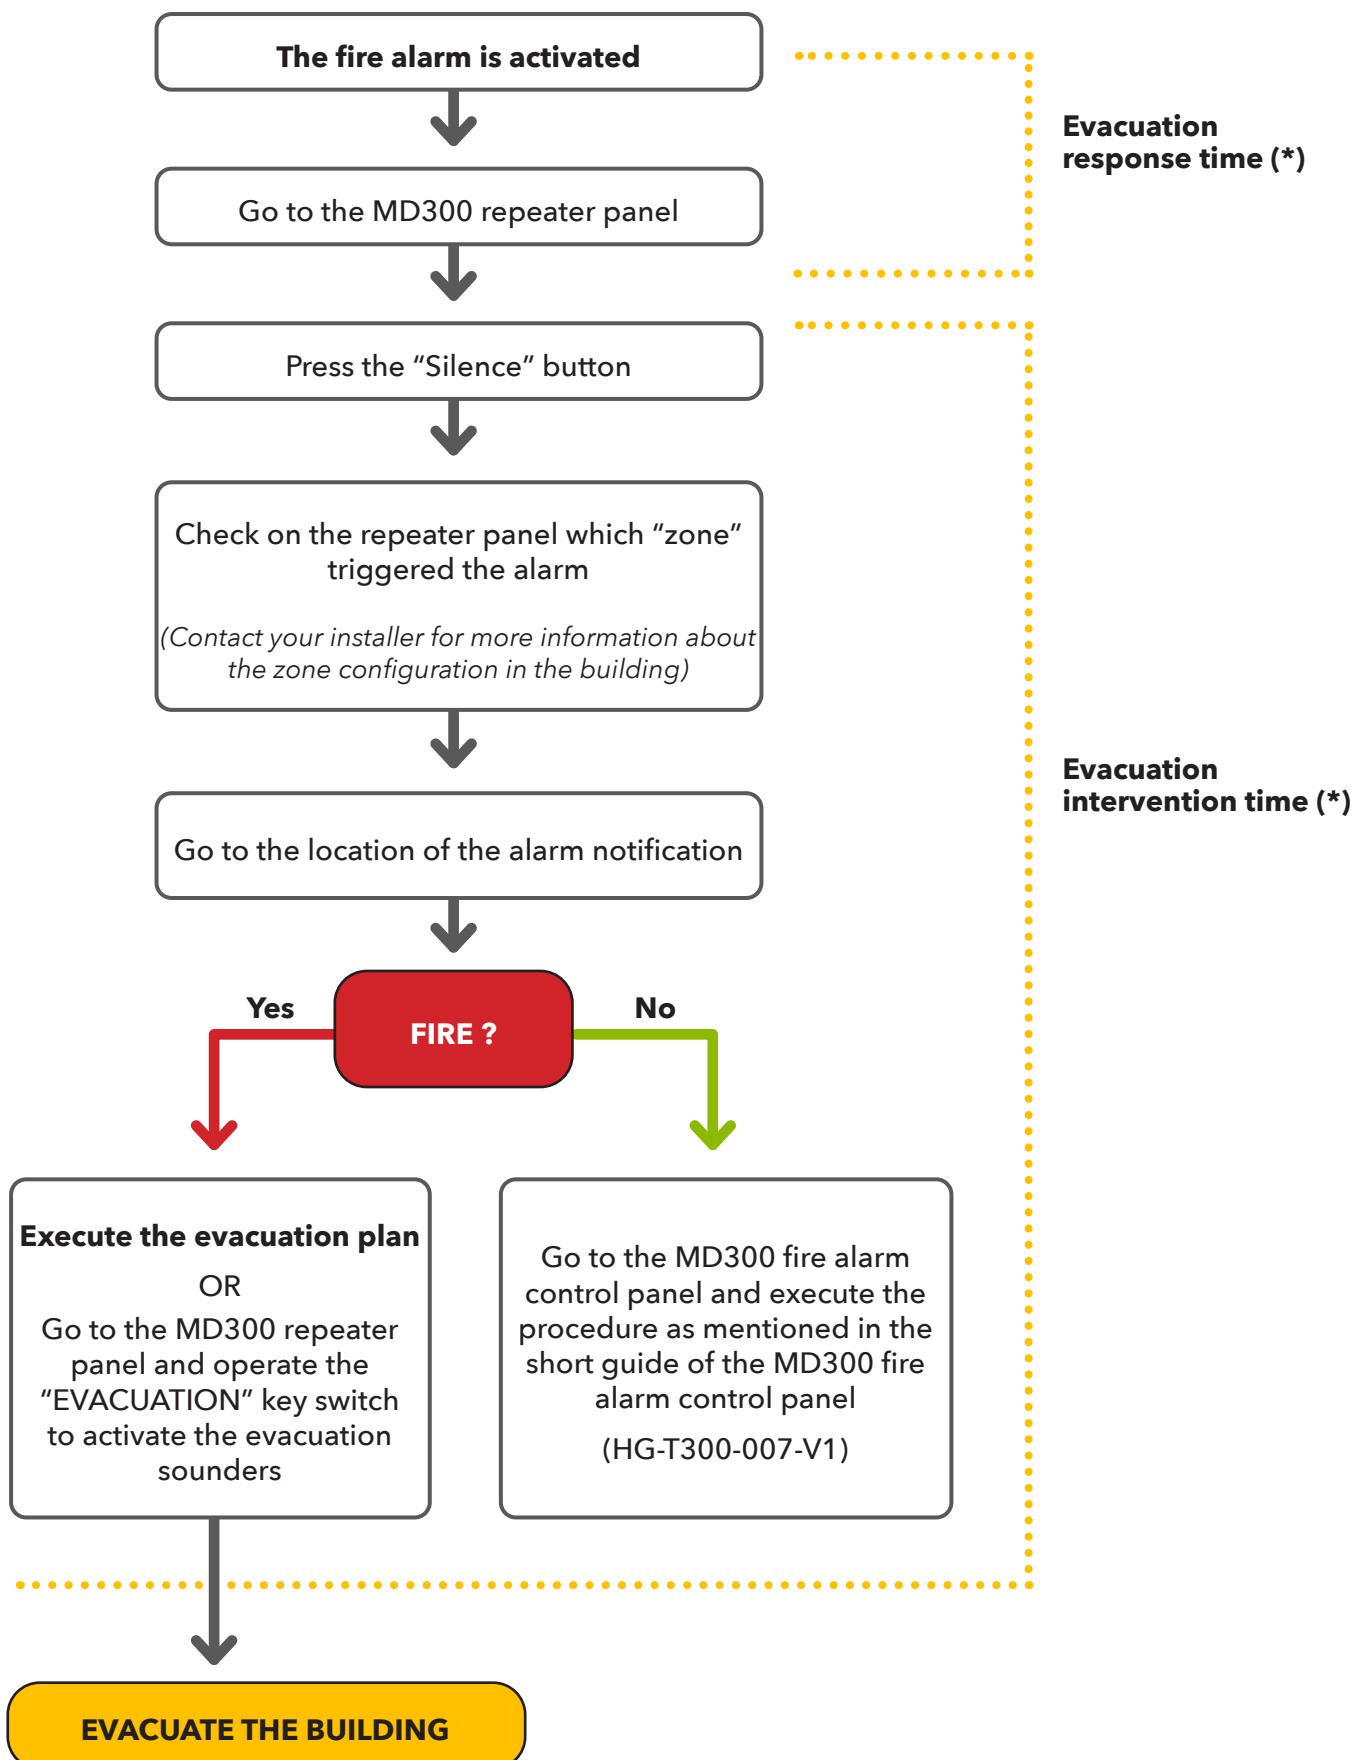 The fire alarm is activated
Evacuation
response time (*)
Go to the MD300 repeater panel
Press the “Silence” button
Check on the repeater panel which “zone”
triggered the alarm
(Contact your installer for more information about
the zone configuration in the building)
Evacuation
intervention time (*)
Go to the location of the alarm notification
Yes
No
FIRE ?
Execute the evacuation plan
OR
Go to the MD300 repeater
panel and operate the
“EVACUATION” key switch
to activate the evacuation
sounders
Go to the MD300 fire alarm
control panel and execute the
procedure as mentioned in the
short guide of the MD300 fire
alarm control panel
(HG-T300-007-V1)
EVACUATE THE BUILDING